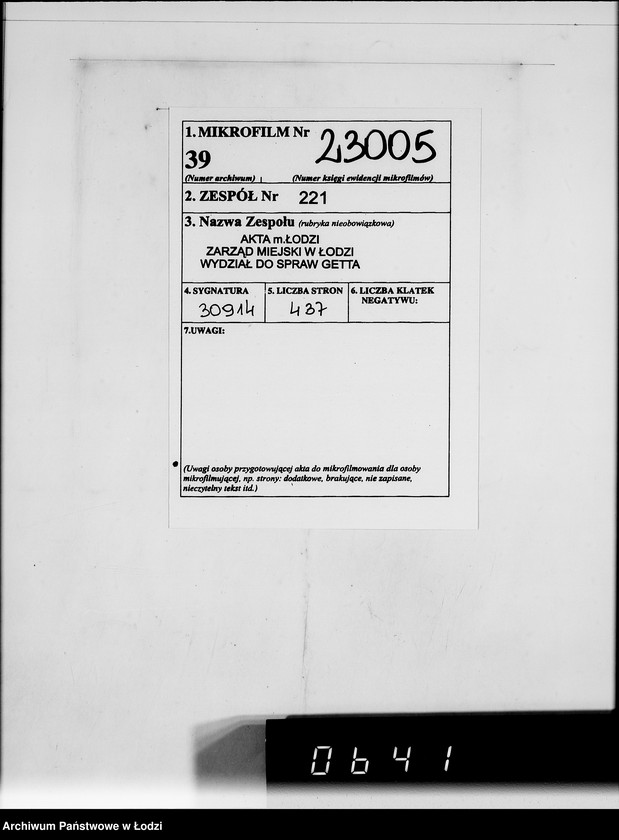 1. MIKROFILM Nr 23005
39
(Numer archiwum) (Numer księgi ewidencji mikrofilmów)
2. ZESPÓŁ Nr 221
3. Nazwa Zespołu (rubryka nieobowiązkowa)
AKTA m.ŁODZI
ZARZĄD MIEJSKI W ŁODZI
WYDZIAŁ DO SPRAW GETTA
4. SYGNATURA 5. LICZBA STRON 6. LICZBA KLATEK
NEGATYWU:
30914 437
7.UWAGI:
(Uwagi osoby przygotowującej akta do mikrofilmowania dla osoby
mikrofilmującej, np. strony: dodatkowe, brakujące, nie zapisane,
nieczytelny tekst itd.)
0641
Archiwum Państwowe w Łodzi